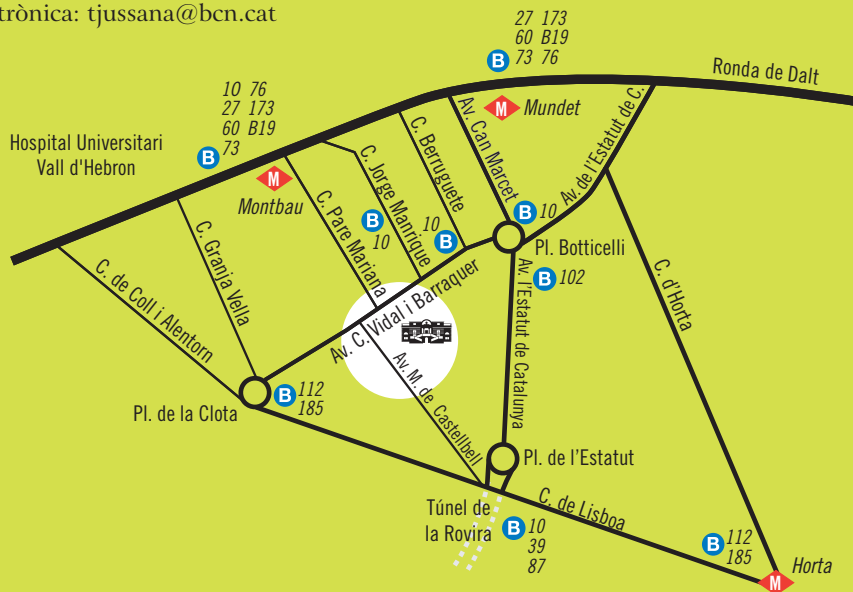 trònica: tjussana@bcn.cat
27 173
60 B19
B 73 76
Ronda de Dalt
10 76
27 173
60 B19
B 73
Hospital Universitari
Vall d'Hebron
M Mundet
M
Montbau
C. Berruguete
Av. Can Marcet
Av. de l'Estatut de C.
C. Jorge Manrique
C. Pare Mariana
C. Granja Vella
C. de Coll i Alentorn
B
10
10
B
B 10
Pl. Botticelli
B 102
Av. l'Estatut de Catalunya
C. d'Horta
Av. C. Vidal i Barraquer
Av. M. de Castellbell
B 112
185
Pl. de la Clota
Pl. de l'Estatut
Túnel de
la Rovira
B 10
39
87
C. de Lisboa
B 112
185
Horta
M